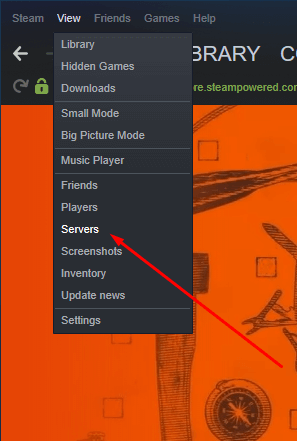 Steam View Friends Games Help
BRARY CO
re.steampowered.com
Library
Hidden Games
Downloads
Small Mode
Big Picture Mode
Music Player
Friends
Players
Servers
Screenshots
Inventory
Update news
Settings